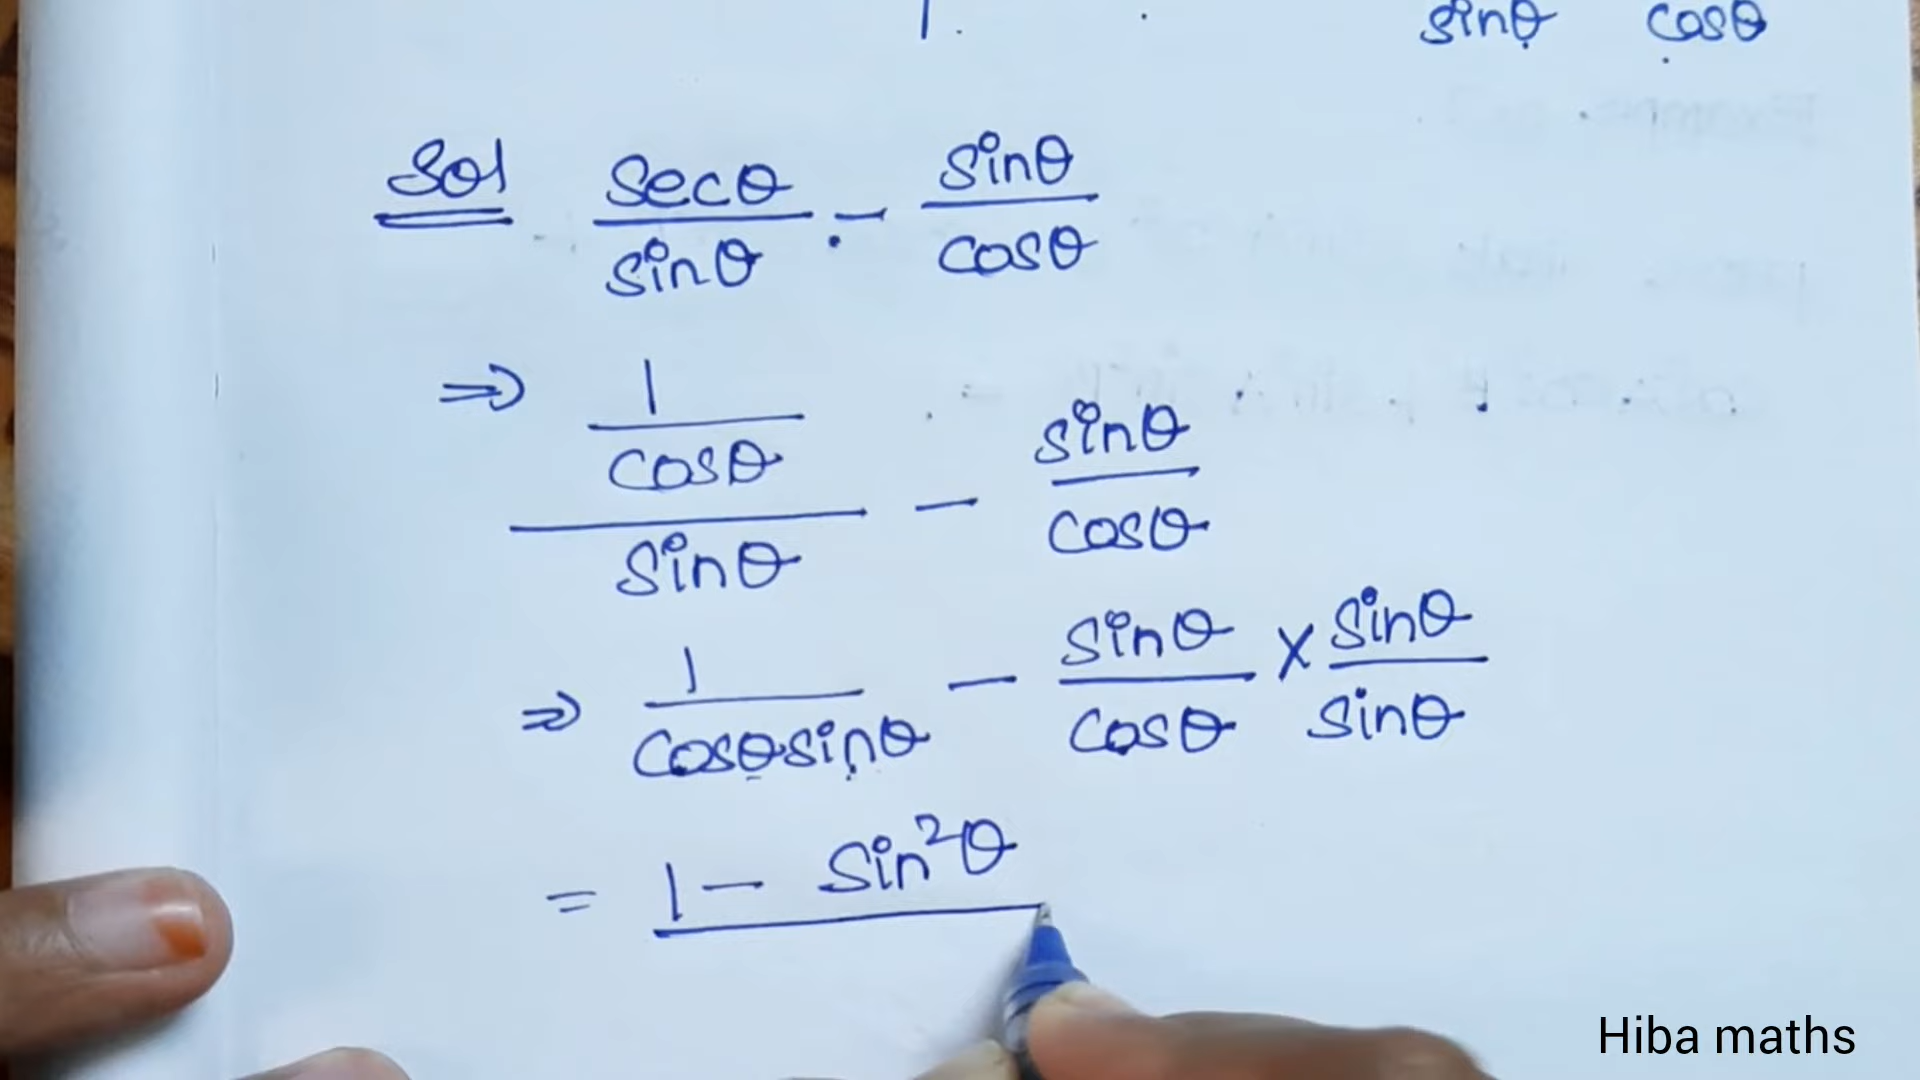 sinθ cosθ
Sol secθ/sinθ - sinθ/cosθ
⇒ (1/cosθ)/sinθ - sinθ/cosθ
⇒ 1/cosθsinθ - sinθ/cosθ × sinθ/sinθ
= 1 - sin²θ
Hiba maths